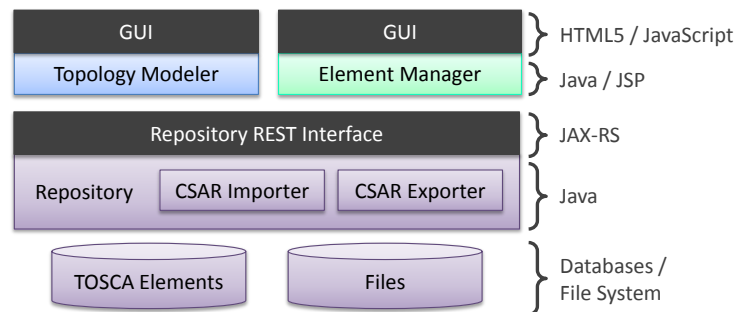 GUI
GUI
HTML5 / JavaScript
Topology Modeler
Element Manager
Java / JSP
Repository REST Interface
JAX-RS
Repository
CSAR Importer
CSAR Exporter
Java
TOSCA Elements
Files
Databases /
File System